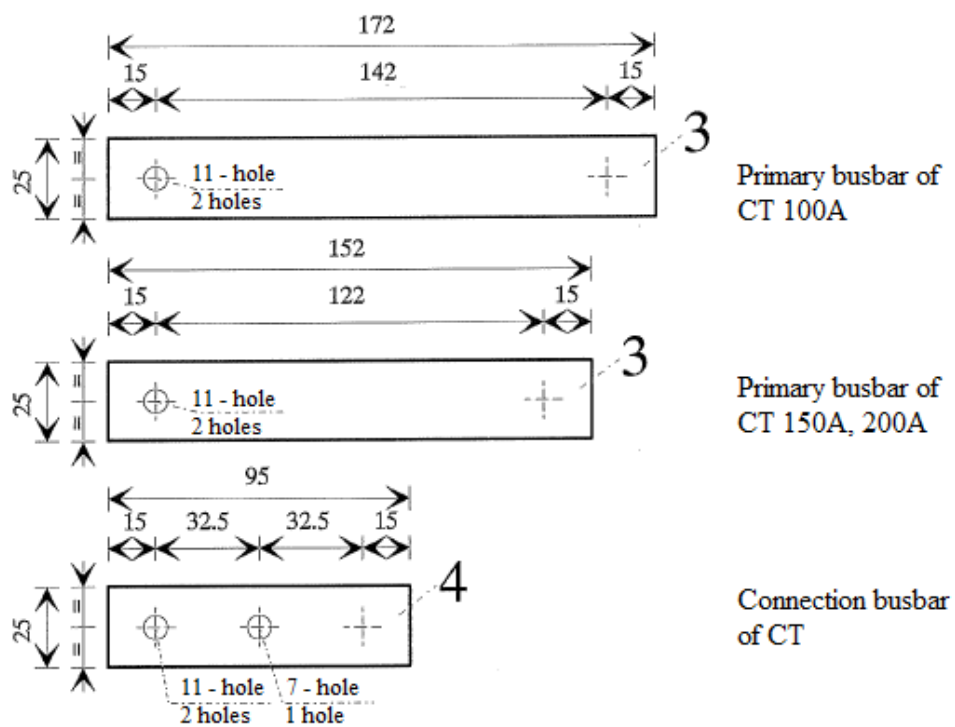 172
15 142 15
25 = =
11 - hole
2 holes
3
Primary busbar of
CT 100A
152
15 122 15
25 = =
11 - hole
2 holes
3
Primary busbar of
CT 150A, 200A
95
15 32.5 32.5 15
25 = =
4
11 - hole 7 - hole
2 holes 1 hole
Connection busbar
of CT